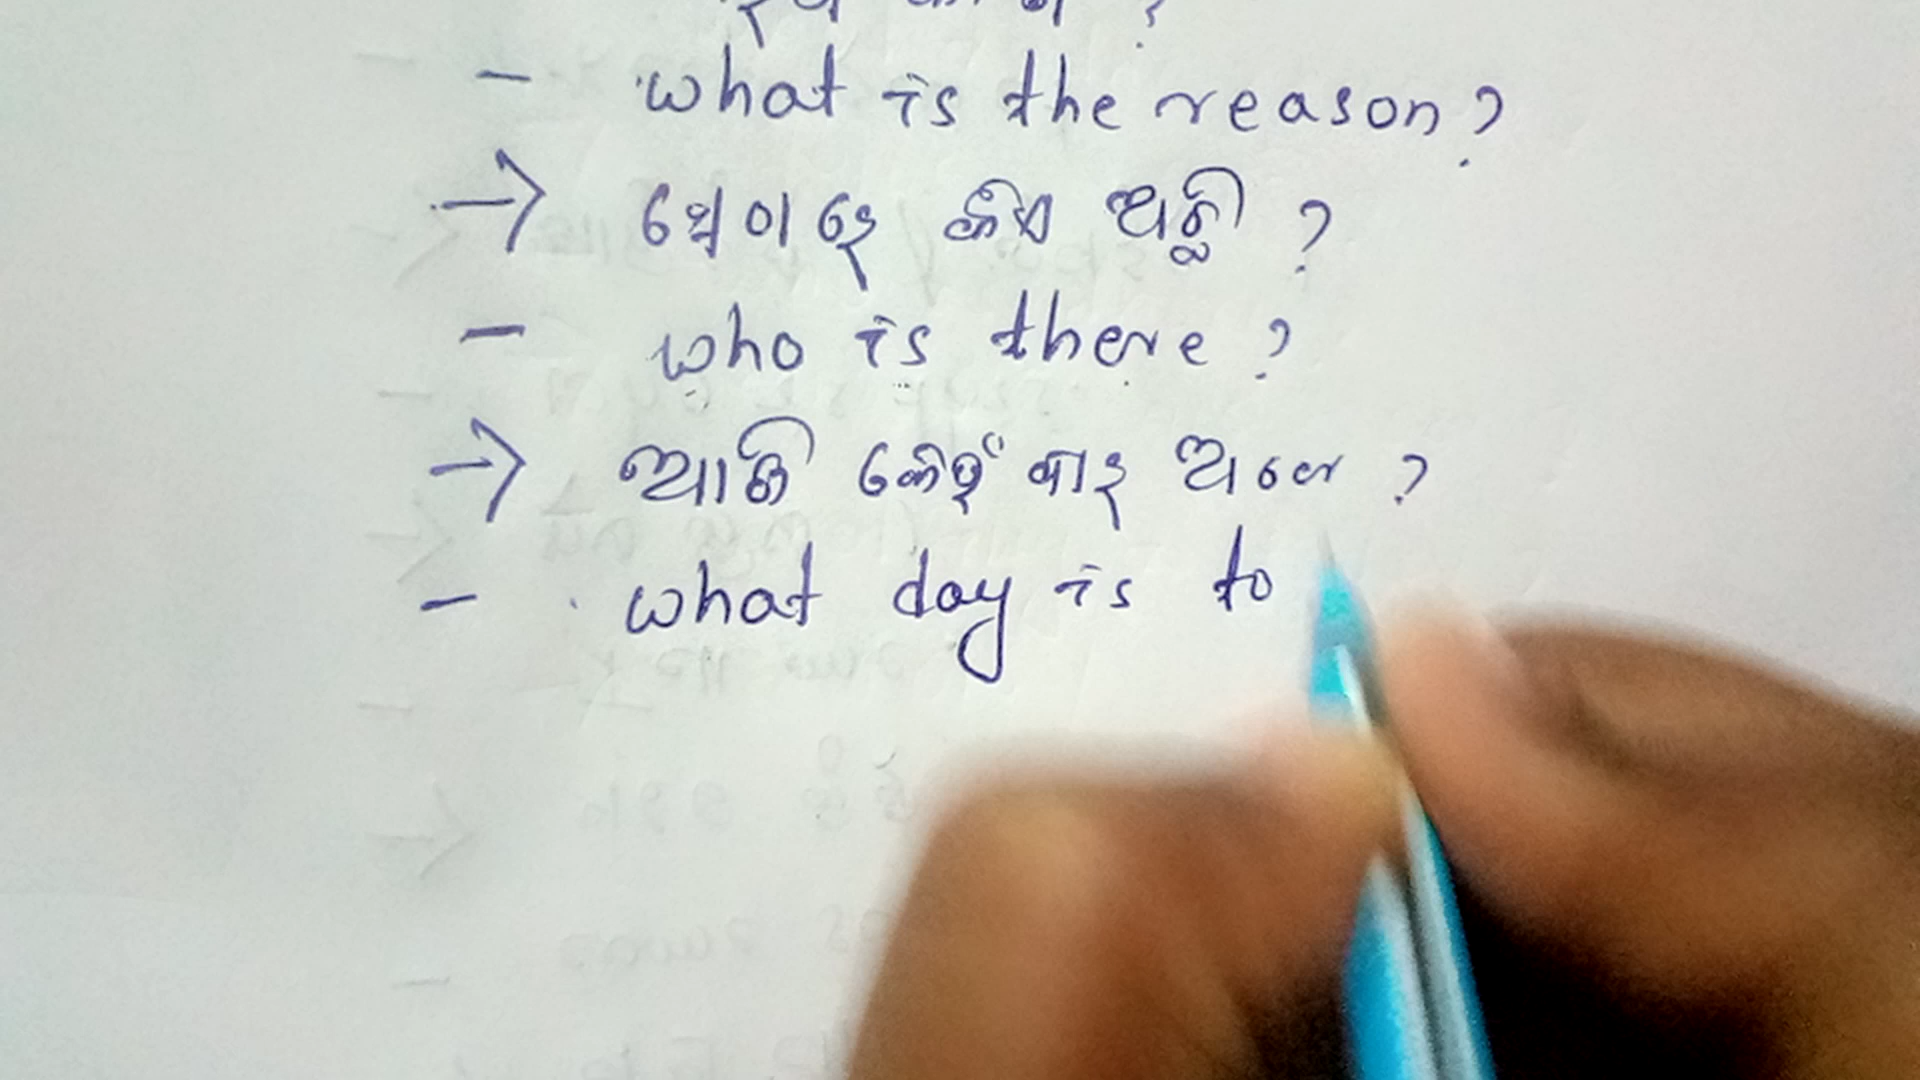 - what is the reason?
→ ସେଠାରେ କିଏ ଅଛି ?
- who is there ?
→ ଆଜି କେଉଁ ବାର ଅଟେ ?
- what day is to